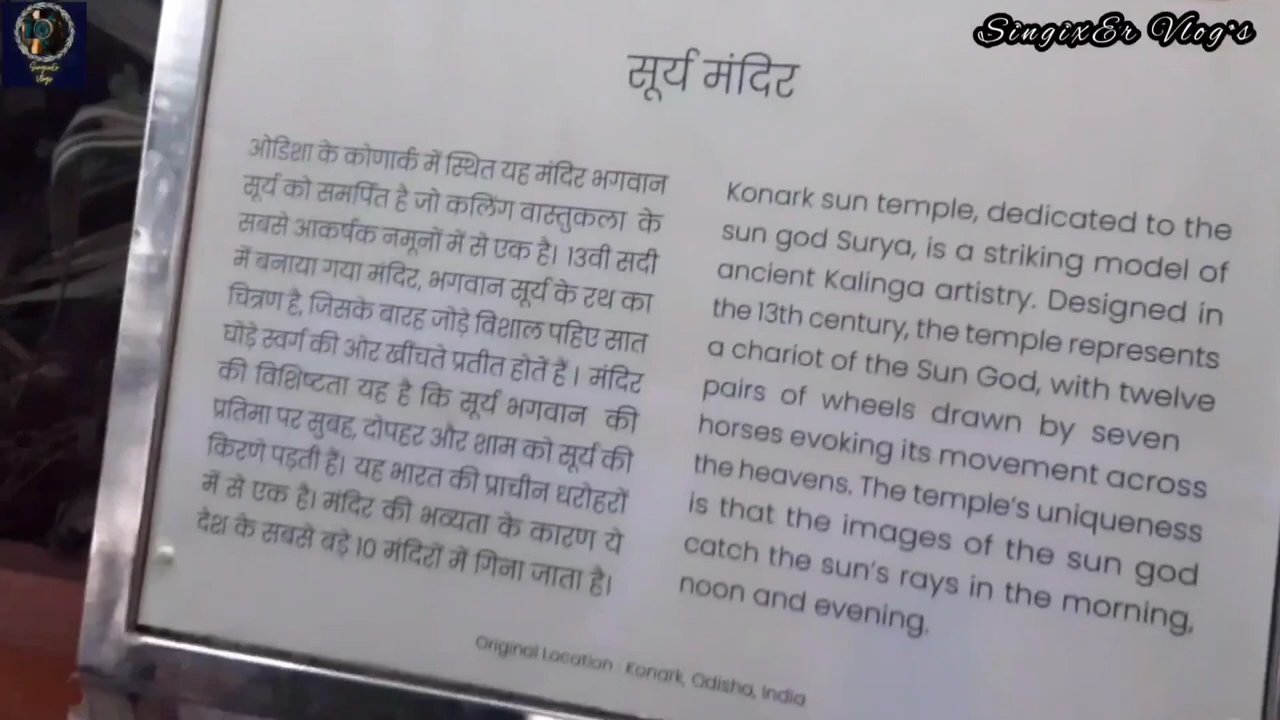 SingixEr Vlog's
SingixEr
Vlogs
सूर्य मंदिर
ओडिशा के कोणार्क में स्थित यह मंदिर भगवान
सूर्य को समर्पित है जो कलिंग वास्तुकला के
सबसे आकर्षक नमूनों में से एक है। 13वी सदी
में बनाया गया मंदिर, भगवान सूर्य के रथ का
चित्रण है, जिसके बारह जोड़े विशाल पहिए सात
घोड़े स्वर्ग की ओर खींचते प्रतीत होतें हैं। मंदिर
की विशिष्टता यह है कि सूर्य भगवान की
प्रतिमा पर सुबह, दोपहर और शाम को सूर्य की
किरणे पड़ती है। यह भारत की प्राचीन धरोहरों
में से एक है। मंदिर की भव्यता के कारण ये
देश के सबसे बड़े 10 मंदिरों में गिना जाता है।
Konark sun temple, dedicated to the
sun god Surya, is a striking model of
ancient Kalinga artistry. Designed in
the 13th century, the temple represents
a chariot of the Sun God, with twelve
pairs of wheels drawn by seven
horses evoking its movement across
the heavens. The temple's uniqueness
is that the images of the sun god
catch the sun's rays in the morning,
noon and evening.
Original Location : Konark, Odisha, India